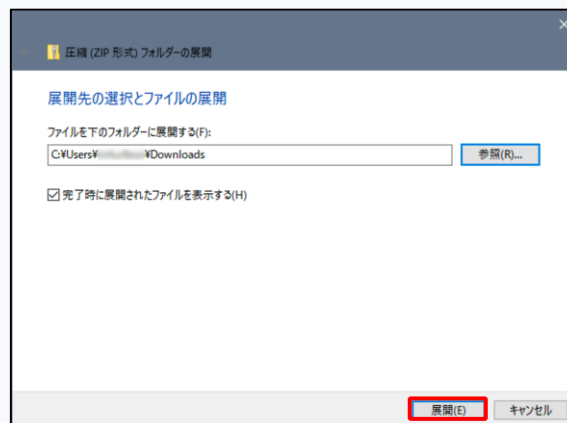 圧縮 (ZIP 形式) フォルダーの展開
展開先の選択とファイルの展開
ファイルを下のフォルダーに展開する(F):
C:¥Users¥ ¥Downloads
参照(R)...
完了時に展開されたファイルを表示する(H)
展開(E)
キャンセル